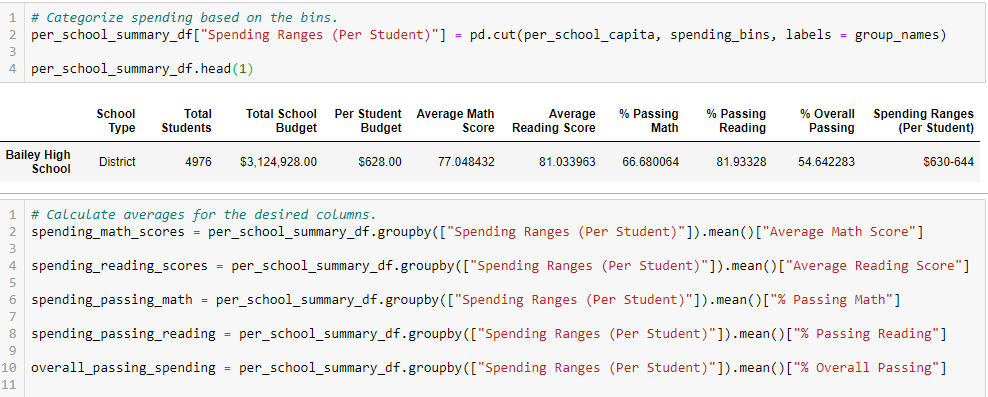 1 # Categorize spending based on the bins.
2 per_school_summary_df["Spending Ranges (Per Student)"] = pd.cut(per_school_capita, spending_bins, labels = group_names)
3
4 per_school_summary_df.head(1)
School Type Total Students Total School Budget Per Student Budget Average Math Score Average Reading Score % Passing Math % Passing Reading % Overall Passing Spending Ranges (Per Student)
Bailey High School District 4976 $3,124,928.00 $628.00 77.048432 81.033963 66.680064 81.93328 54.642283 $630-644
1 # Calculate averages for the desired columns.
2 spending_math_scores = per_school_summary_df.groupby(["Spending Ranges (Per Student)"]).mean()["Average Math Score"]
3
4 spending_reading_scores = per_school_summary_df.groupby(["Spending Ranges (Per Student)"]).mean()["Average Reading Score"]
5
6 spending_passing_math = per_school_summary_df.groupby(["Spending Ranges (Per Student)"]).mean()["% Passing Math"]
7
8 spending_passing_reading = per_school_summary_df.groupby(["Spending Ranges (Per Student)"]).mean()["% Passing Reading"]
9
10 overall_passing_spending = per_school_summary_df.groupby(["Spending Ranges (Per Student)"]).mean()["% Overall Passing"]
11